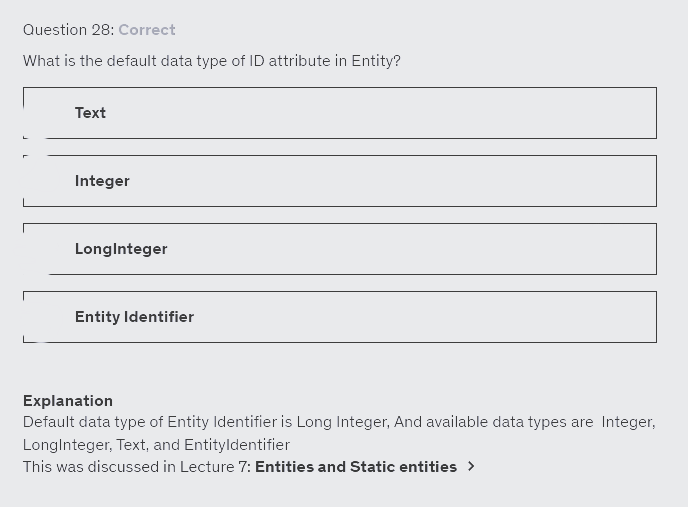 Question 28: Correct
What is the default data type of ID attribute in Entity?
Text
Integer
LongInteger
Entity Identifier
Explanation
Default data type of Entity Identifier is Long Integer, And available data types are  Integer,
LongInteger, Text, and EntityIdentifier
This was discussed in Lecture 7: Entities and Static entities >